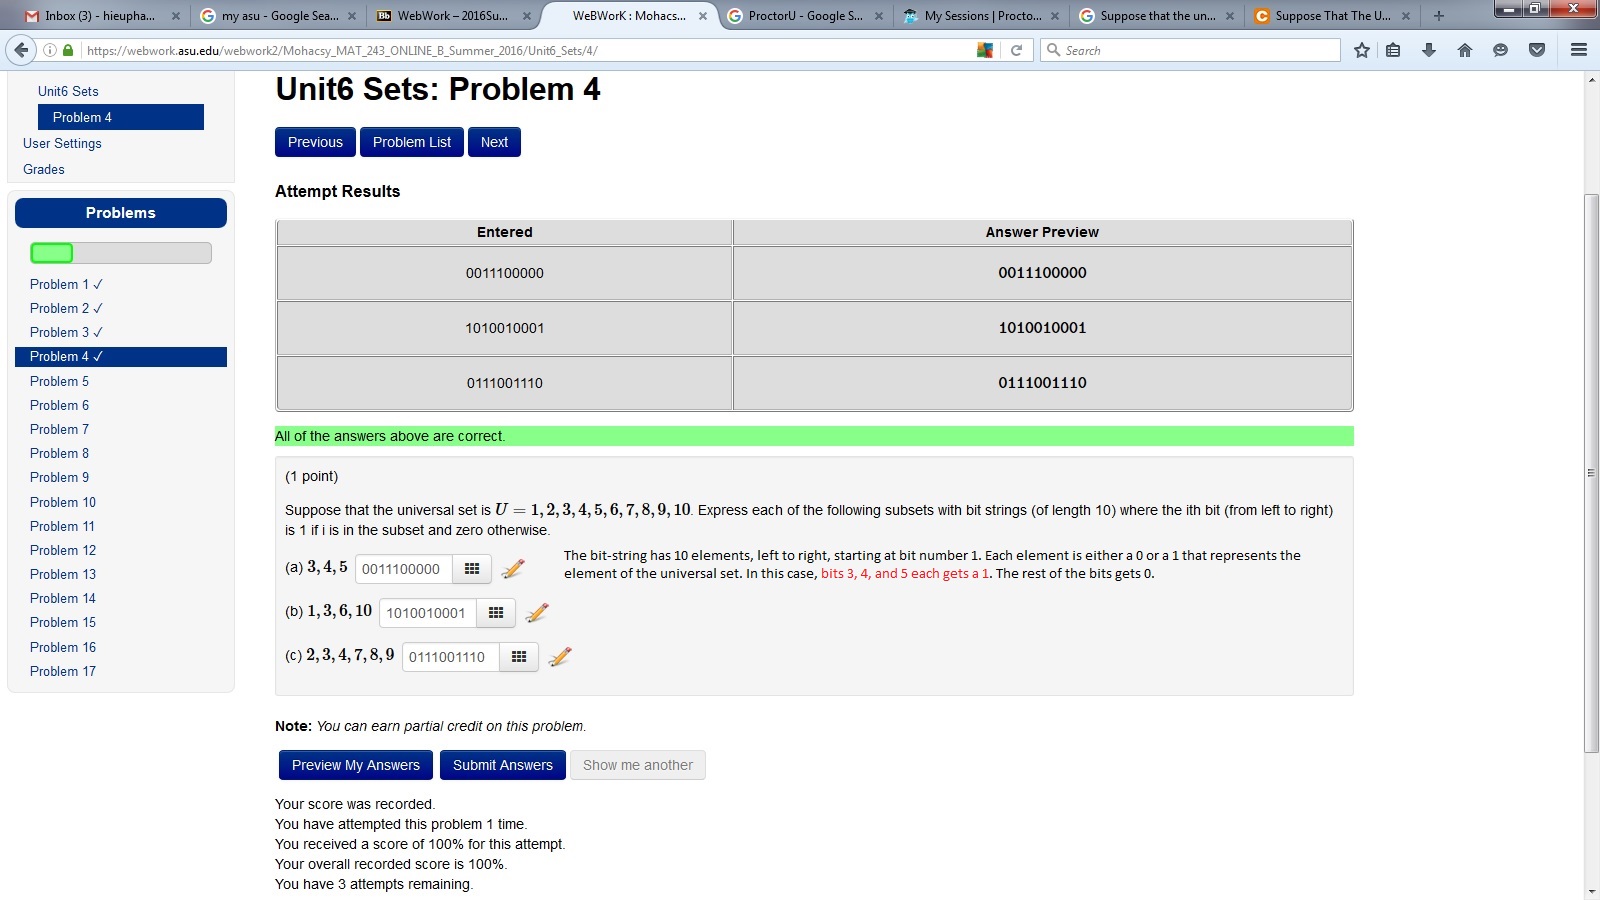 Inbox (3) - hieupha...
my asu - Google Sea...
WebWork – 2016Su...
WeBWorK : Mohacs...
ProctorU - Google S...
My Sessions | Procto...
Suppose that the un...
Suppose That The U...
https://webwork.asu.edu/webwork2/Mohacsy_MAT_243_ONLINE_B_Summer_2016/Unit6_Sets/4/
Search
Unit6 Sets
Problem 4
User Settings
Grades
Problems
Problem 1 ✓
Problem 2 ✓
Problem 3 ✓
Problem 4 ✓
Problem 5
Problem 6
Problem 7
Problem 8
Problem 9
Problem 10
Problem 11
Problem 12
Problem 13
Problem 14
Problem 15
Problem 16
Problem 17
Unit6 Sets: Problem 4
Previous Problem List Next
Attempt Results
Entered Answer Preview
0011100000 0011100000
1010010001 1010010001
0111001110 0111001110
All of the answers above are correct.
(1 point)
Suppose that the universal set is U = 1, 2, 3, 4, 5, 6, 7, 8, 9, 10. Express each of the following subsets with bit strings (of length 10) where the ith bit (from left to right)
is 1 if i is in the subset and zero otherwise.
(a) 3, 4, 5 0011100000
The bit-string has 10 elements, left to right, starting at bit number 1. Each element is either a 0 or a 1 that represents the
element of the universal set. In this case, bits 3, 4, and 5 each gets a 1. The rest of the bits gets 0.
(b) 1, 3, 6, 10 1010010001
(c) 2, 3, 4, 7, 8, 9 0111001110
Note: You can earn partial credit on this problem.
Preview My Answers Submit Answers Show me another
Your score was recorded.
You have attempted this problem 1 time.
You received a score of 100% for this attempt.
Your overall recorded score is 100%.
You have 3 attempts remaining.